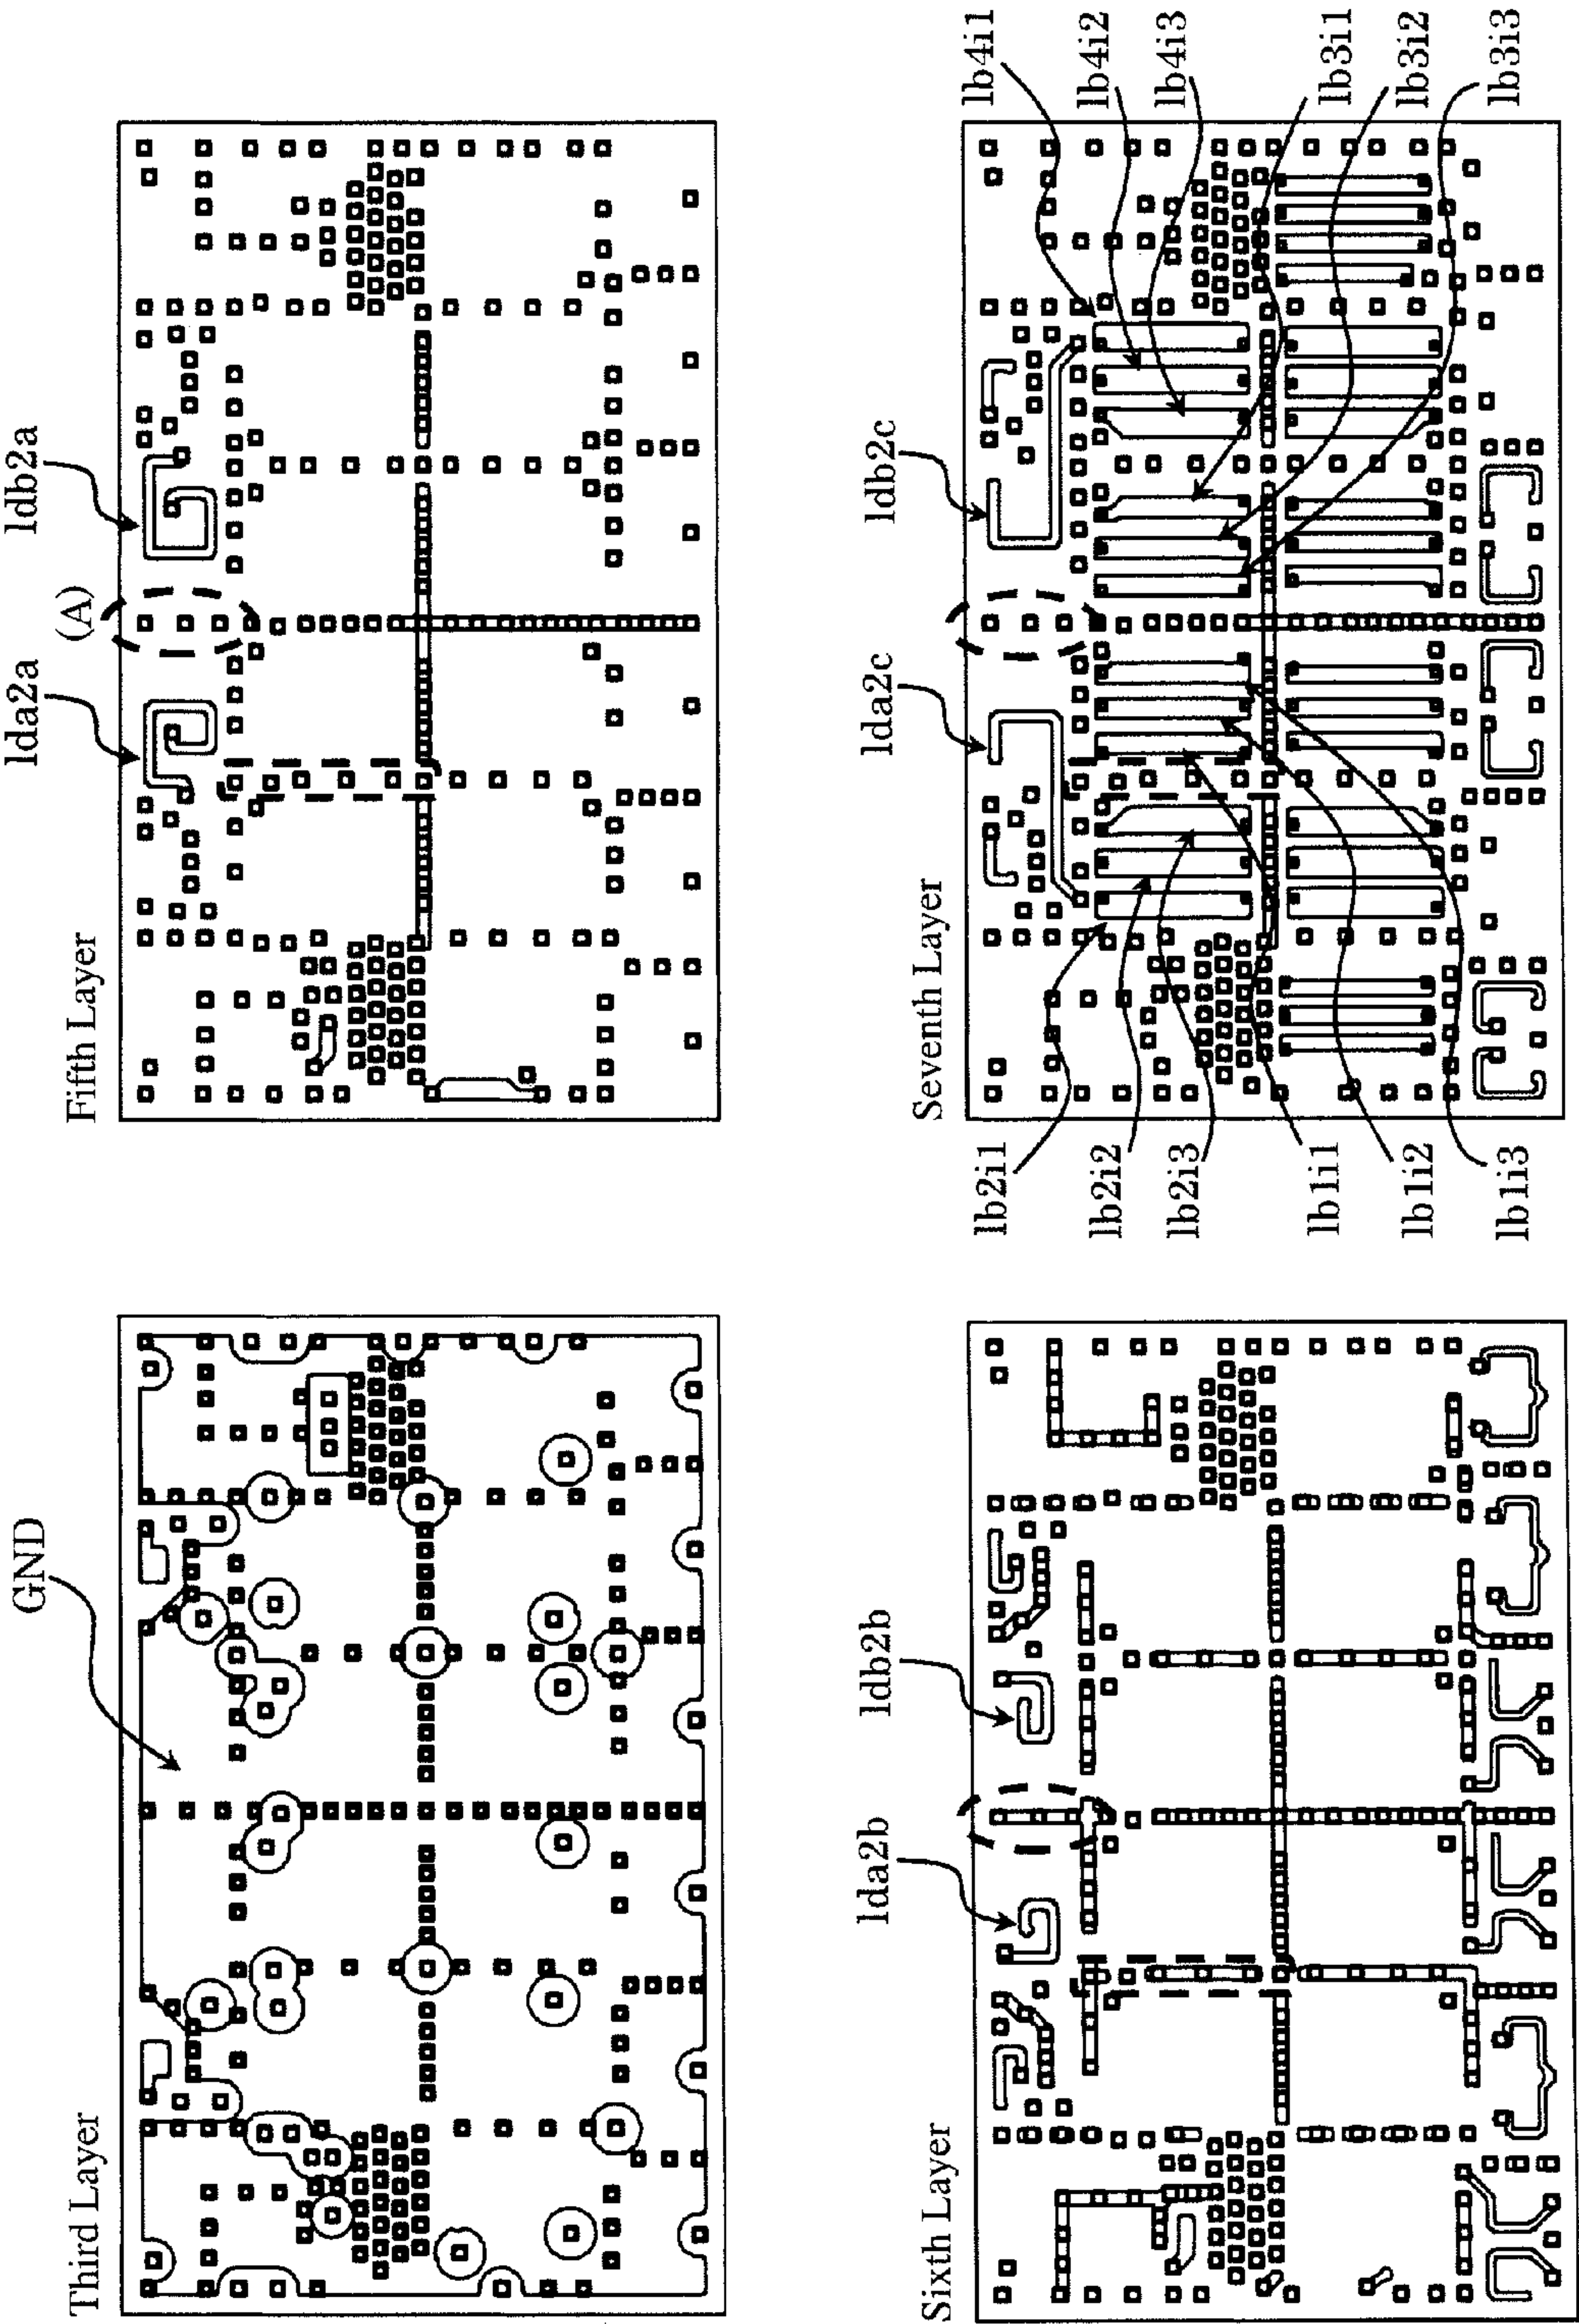 Third Layer
GND
Fifth Layer
lda2a
(A)
ldb2a
Sixth Layer
lda2b
ldb2b
Seventh Layer
lda2c
ldb2c
lb4i1
lb4i2
lb4i3
lb3i1
lb3i2
lb3i3
lb2i1
lb2i2
lb2i3
lb1i1
lb1i2
lb1i3